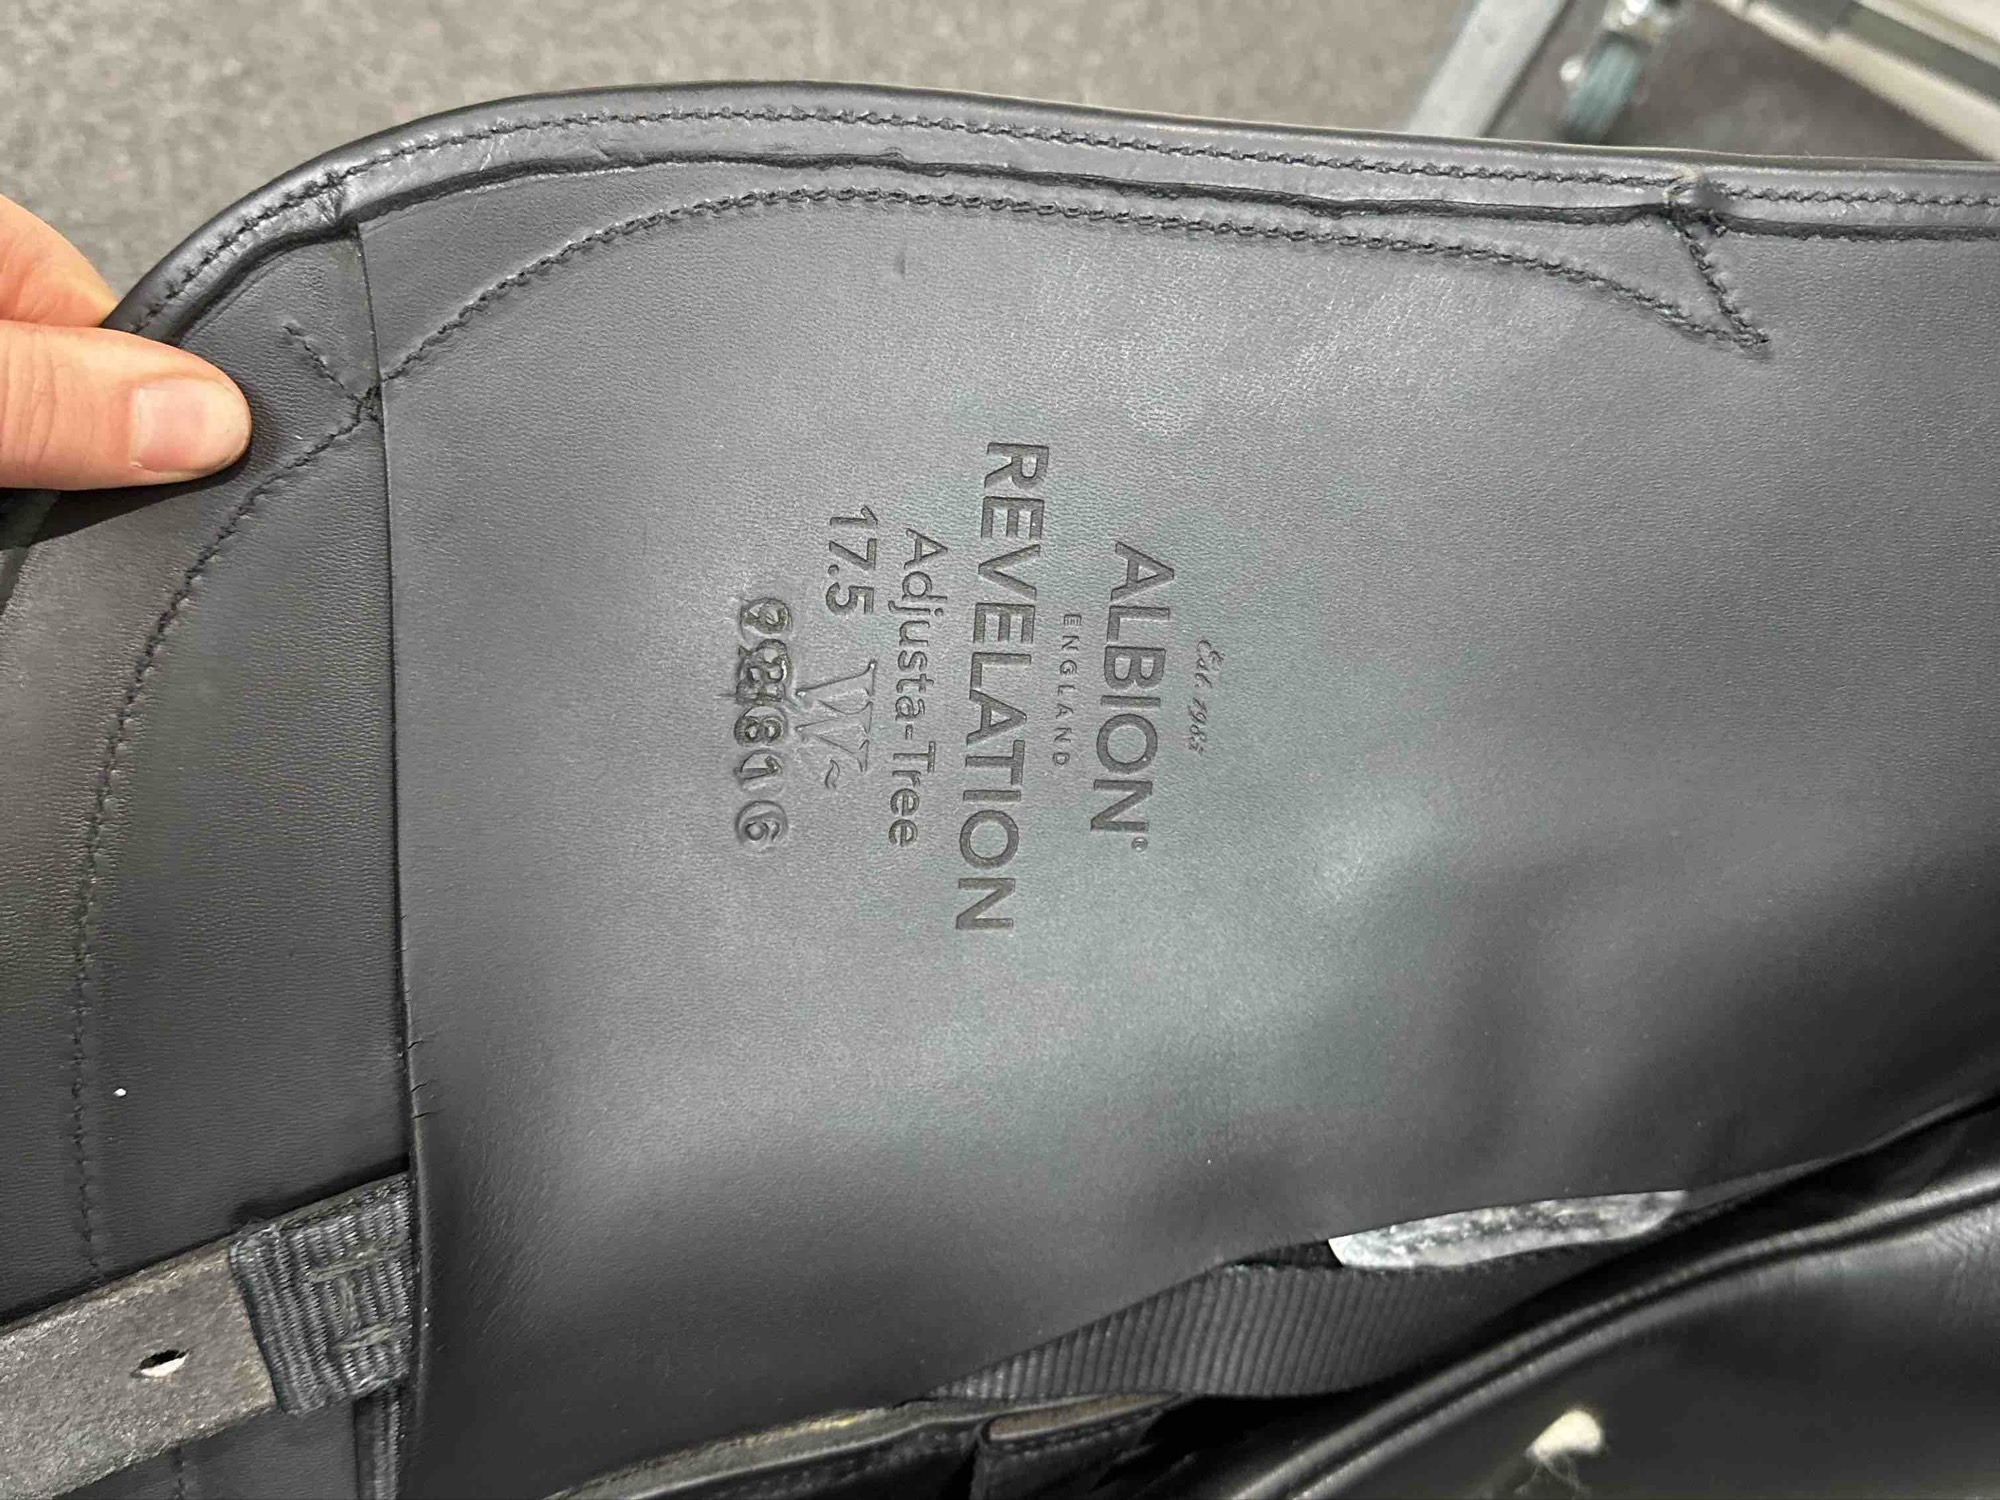 Est. 1985
ALBION®
ENGLAND
REVELATION
Adjusta-Tree
17.5 W~